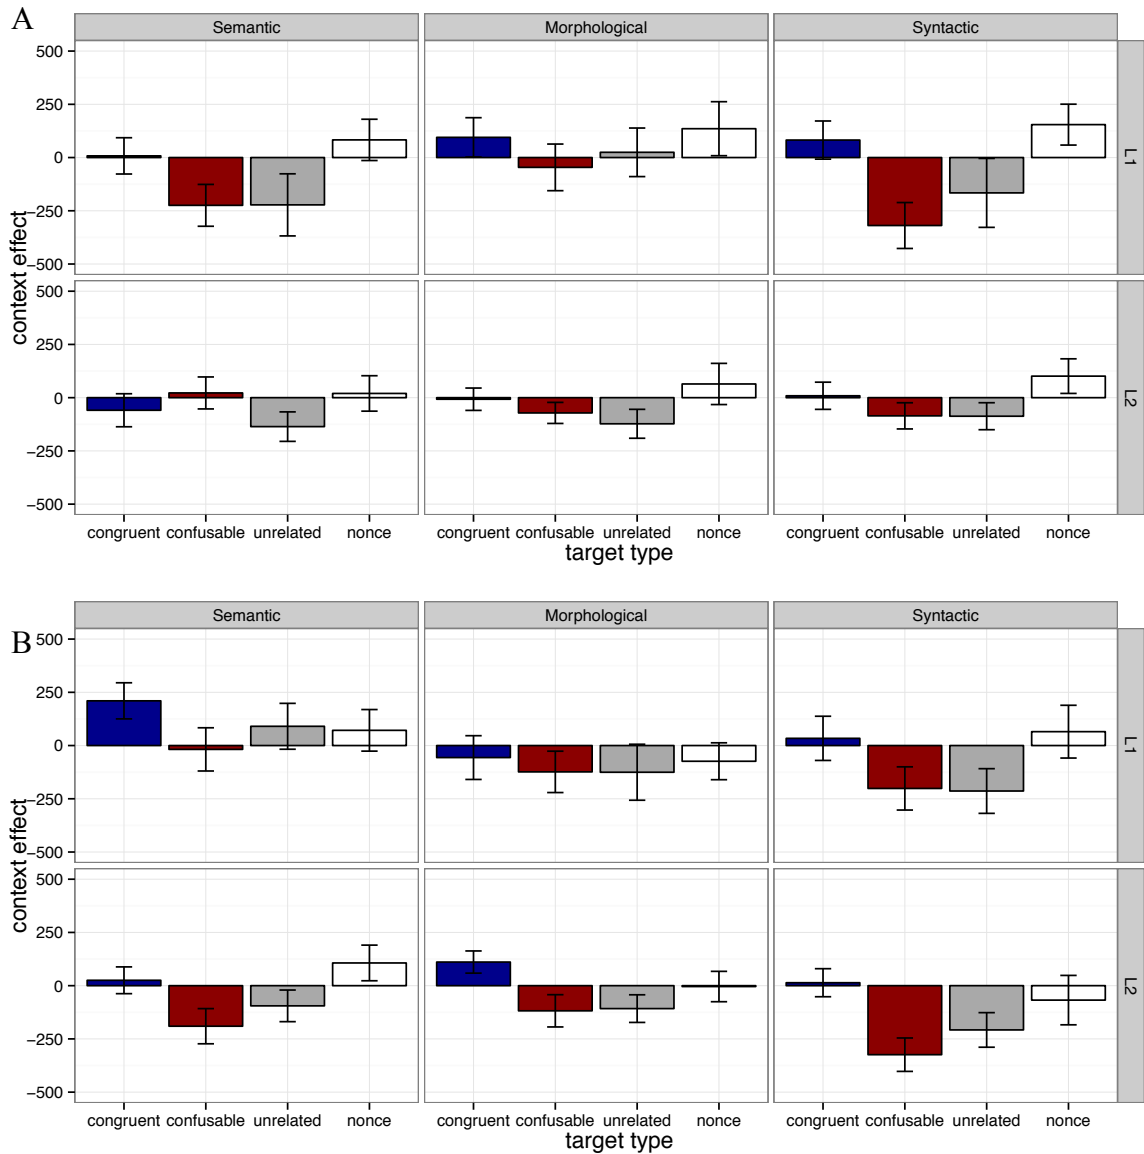 A
Semantic Morphological Syntactic
500
250
0
−250
−500
L1
500
250
0
−250
−500
L2
context effect
congruent confusable unrelated nonce congruent confusable unrelated nonce congruent confusable unrelated nonce
target type
B
Semantic Morphological Syntactic
500
250
0
−250
−500
L1
500
250
0
−250
−500
L2
context effect
congruent confusable unrelated nonce congruent confusable unrelated nonce congruent confusable unrelated nonce
target type